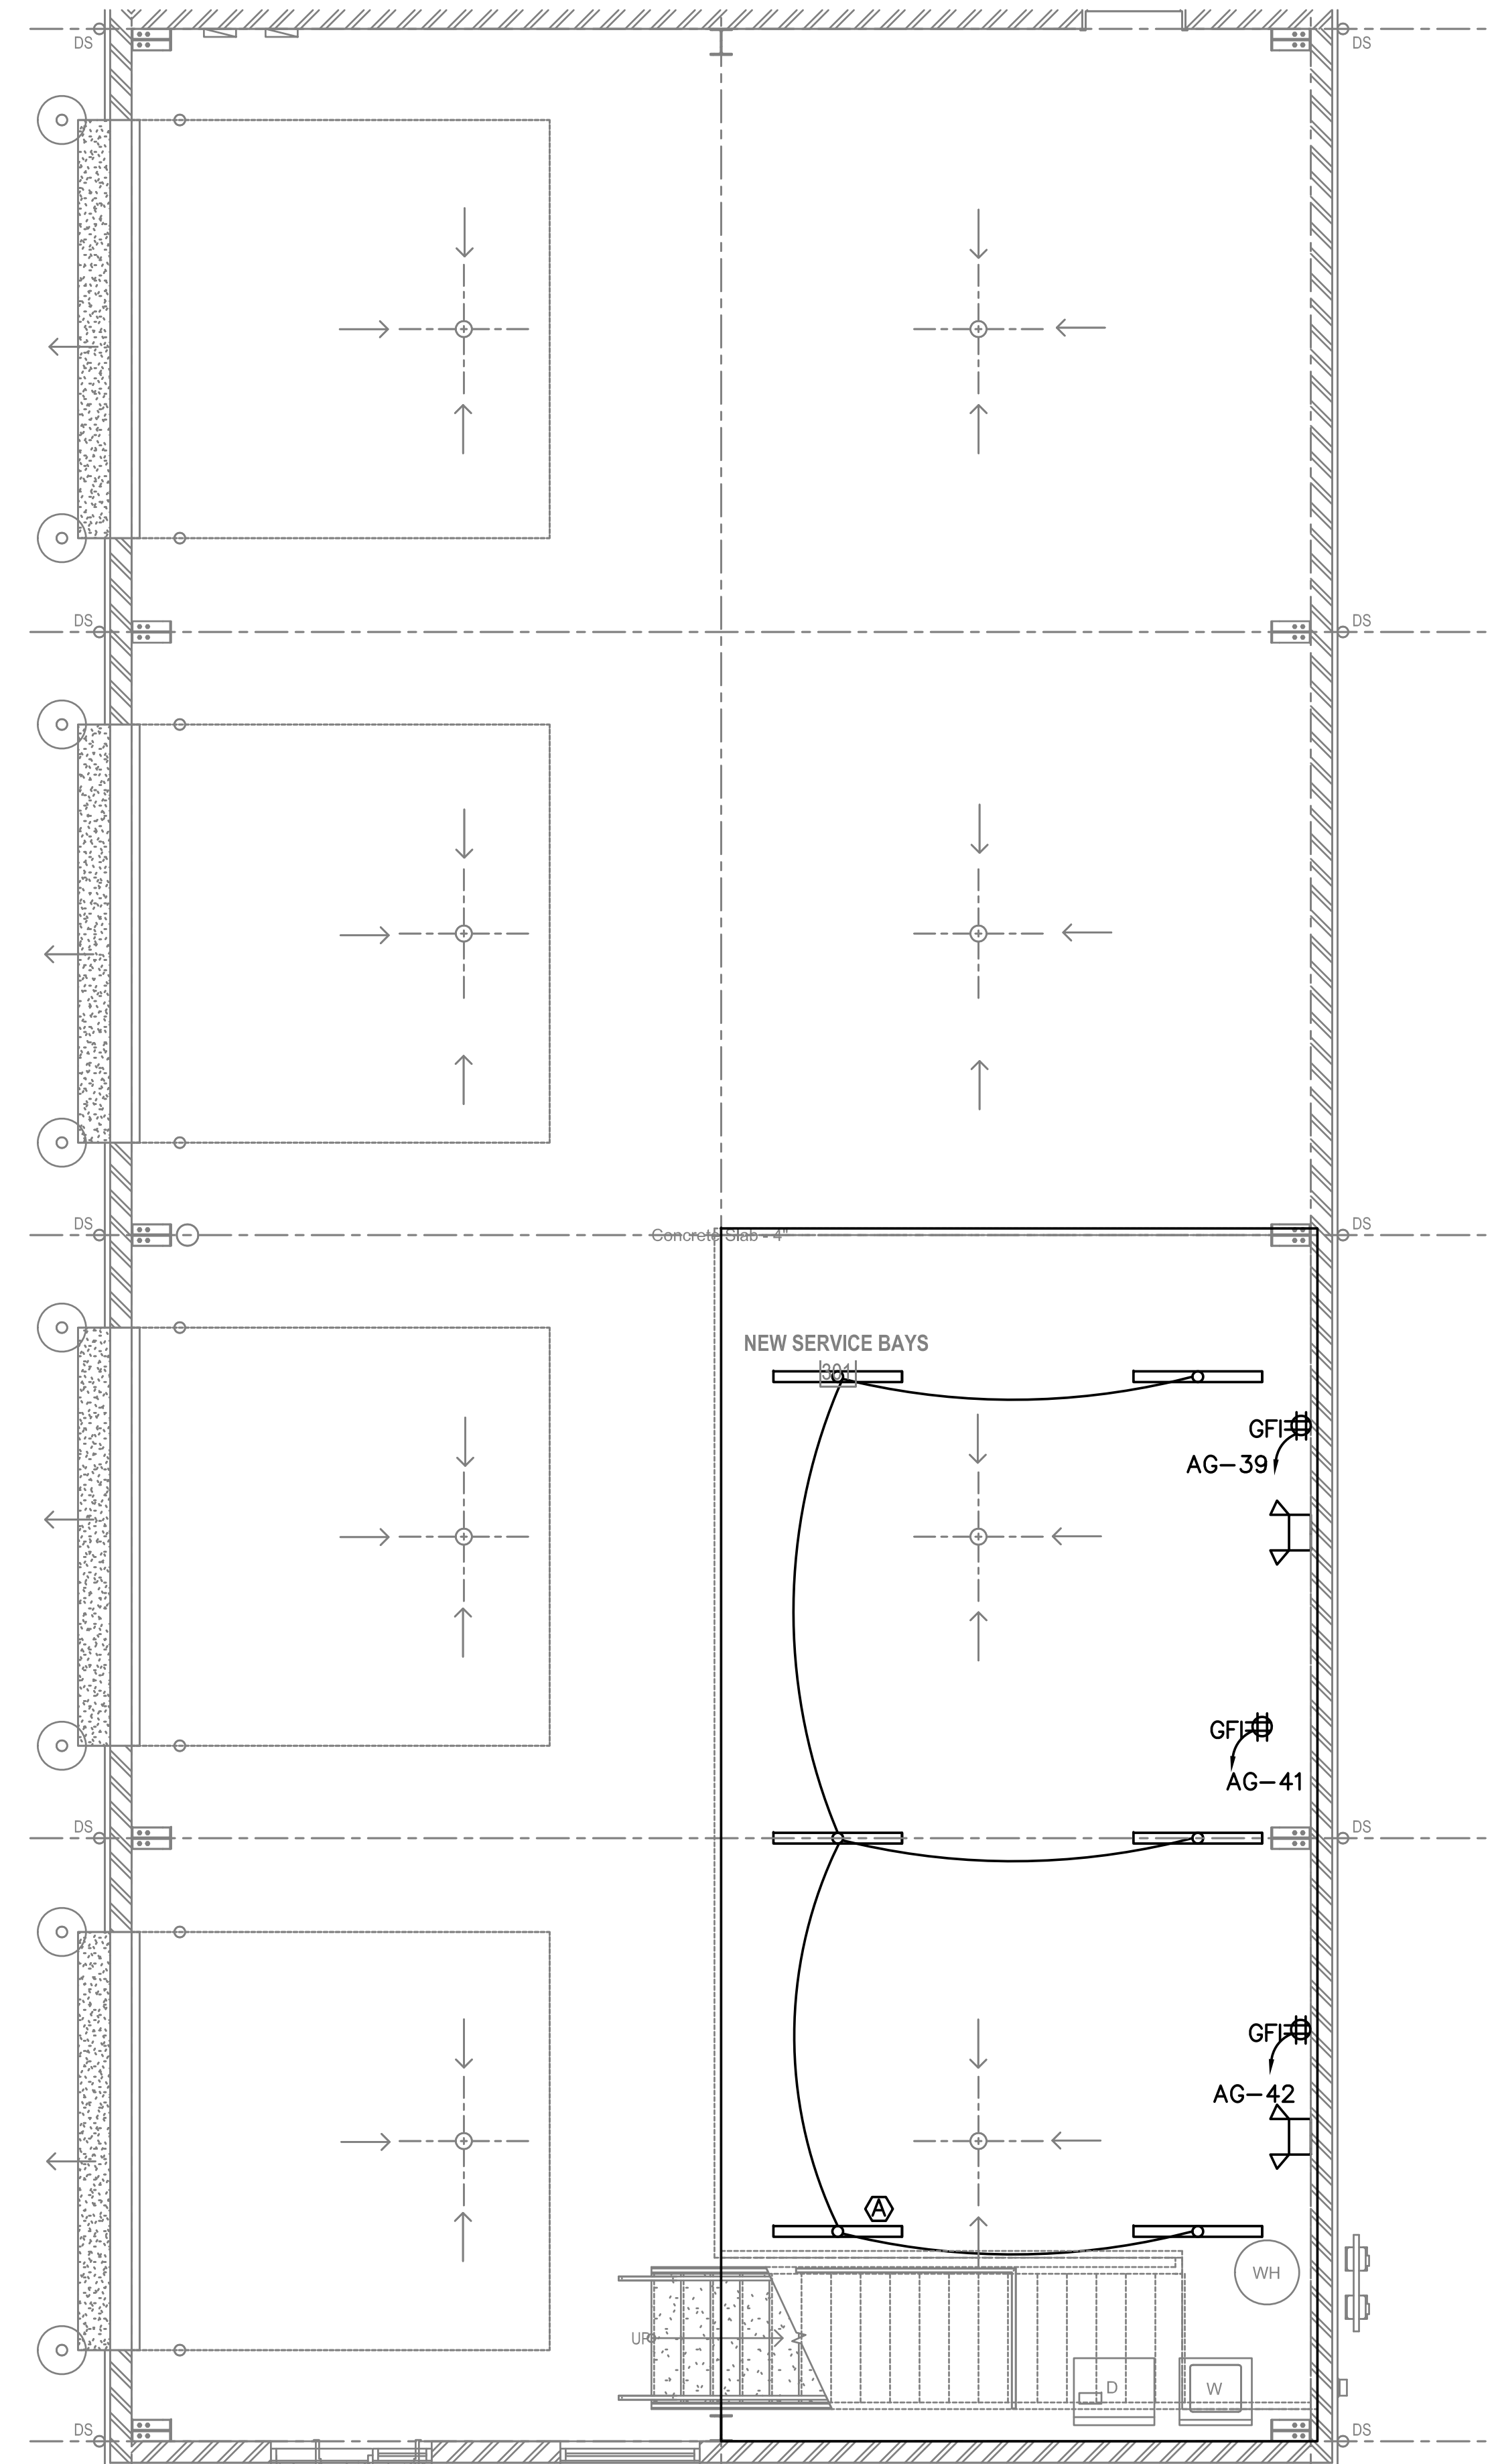 DS
DS
DS
DS
DS
DS
Concrete Slab - 4"
NEW SERVICE BAYS
301
GFI
AG-39
GFI
AG-41
DS
DS
GFI
AG-42
A
WH
UP
D
W
DS
DS